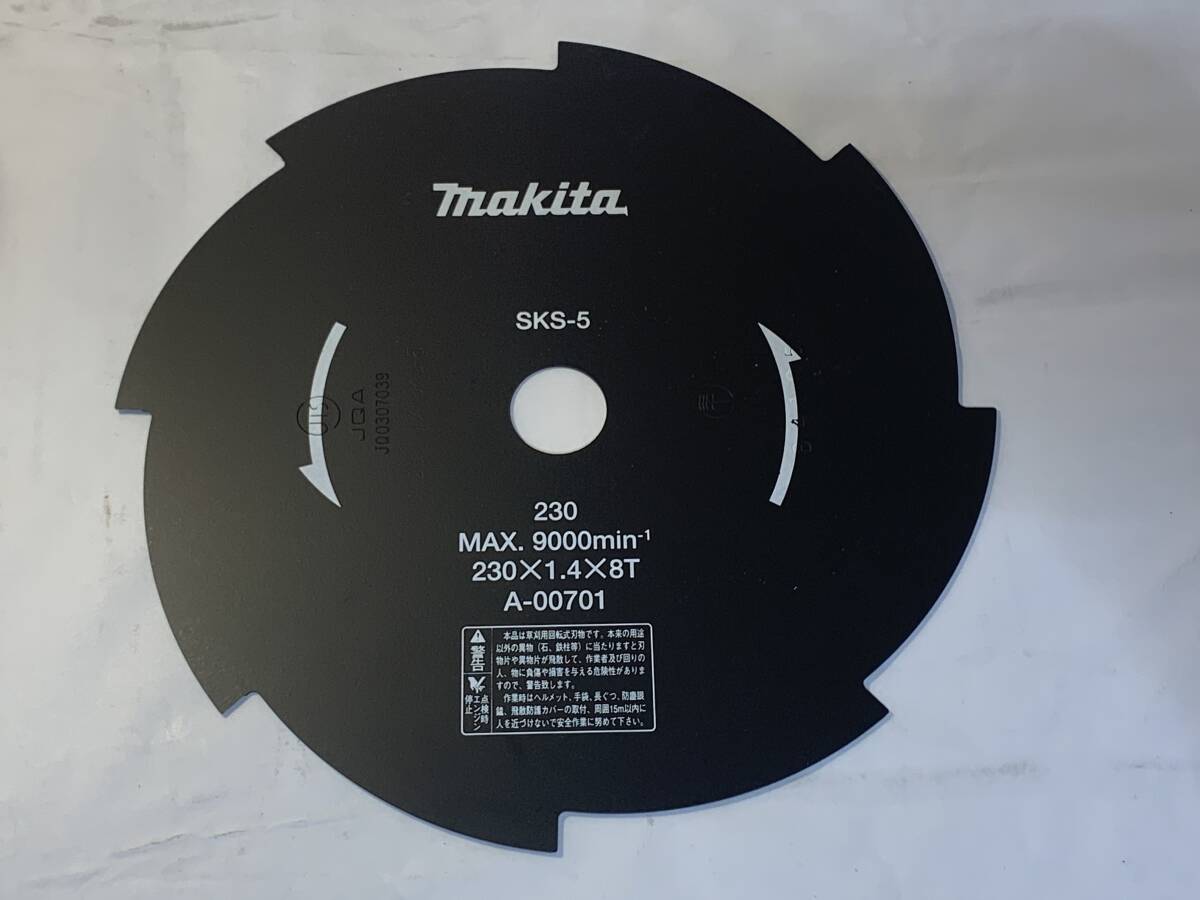 makita
SKS-5
JIS
JQA
JQ0307039
230
MAX. 9000min⁻¹
230×1.4×8T
A-00701
警告
本品は草刈用回転式刃物です。本来の用途
以外の異物（石、鉄柱等）に当たりますと刃
物片や異物片が飛散して、作業者及び回りの
人、物に負傷や損害を与える危険性がありま
すので、警告致します。
点検時
エンジン
停止
作業時はヘルメット、手袋、長ぐつ、防塵眼
鏡、飛散防護カバーの取付、周囲15m以内に
人を近づけないで安全作業に努めて下さい。